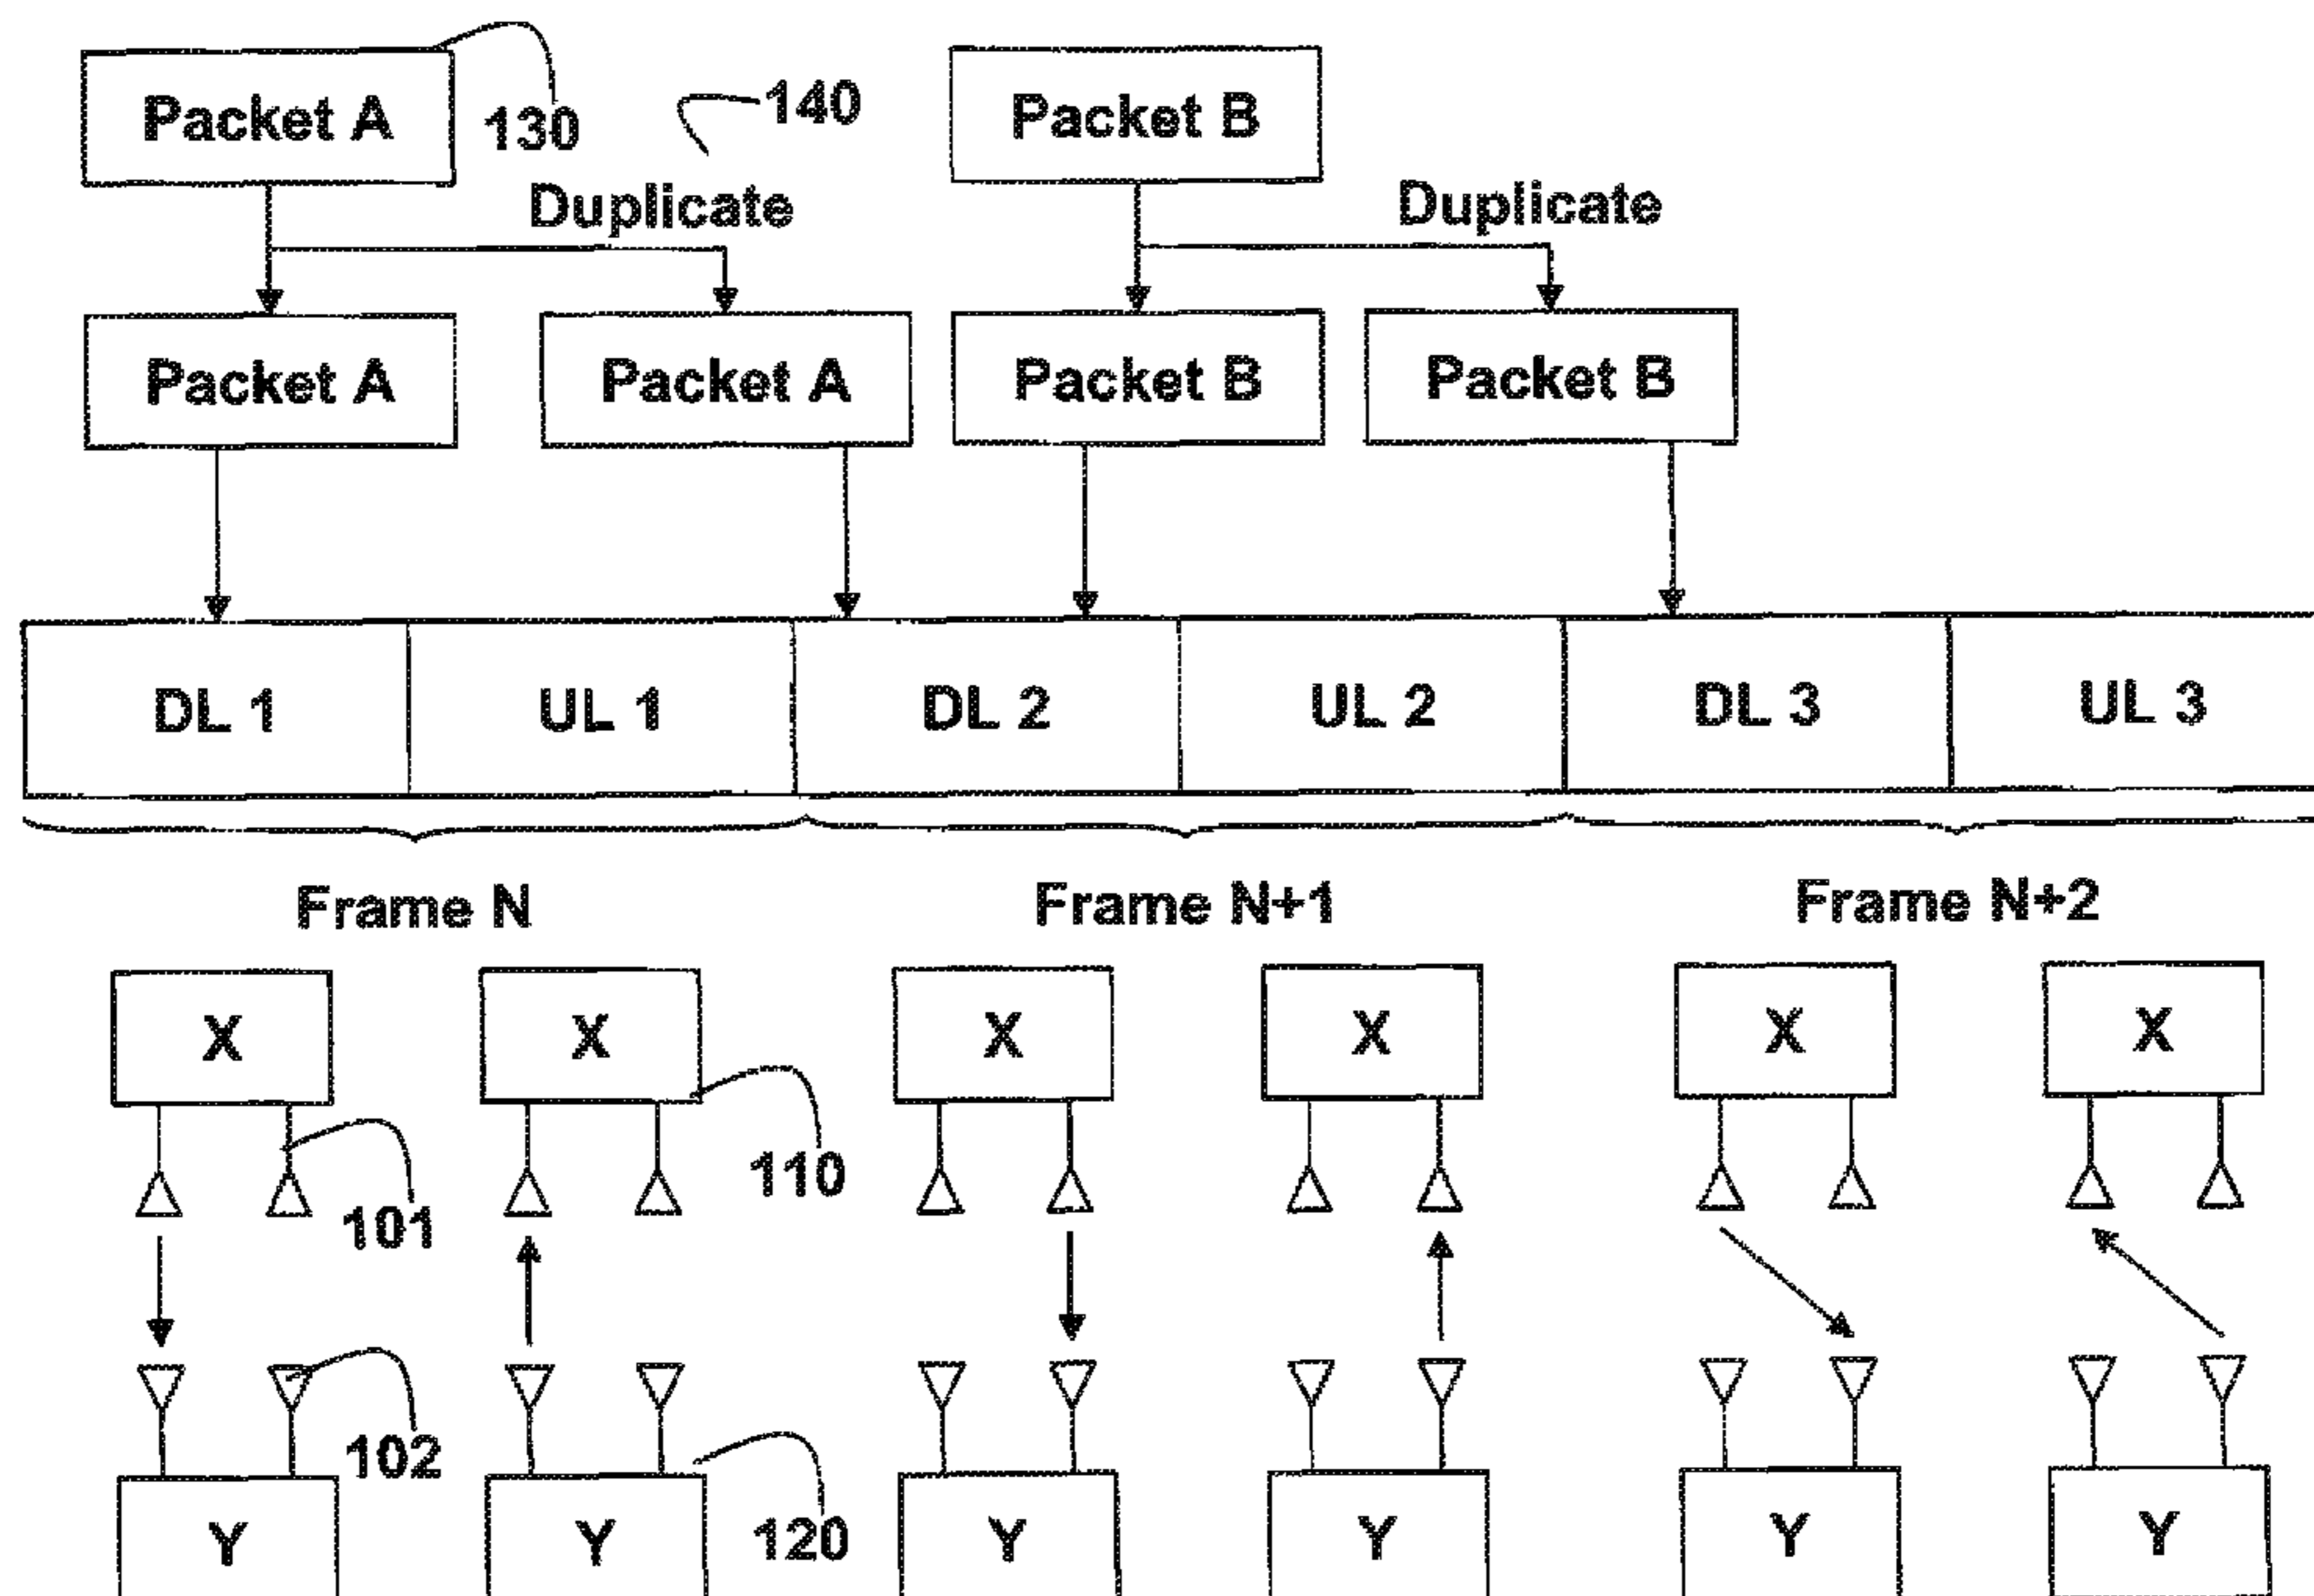 Packet A
130
140
Packet B
Duplicate
Duplicate
Packet A
Packet A
Packet B
Packet B
DL 1
UL 1
DL 2
UL 2
DL 3
UL 3
Frame N
Frame N+1
Frame N+2
X
X
X
X
X
X
101
110
102
120
Y
Y
Y
Y
Y
Y